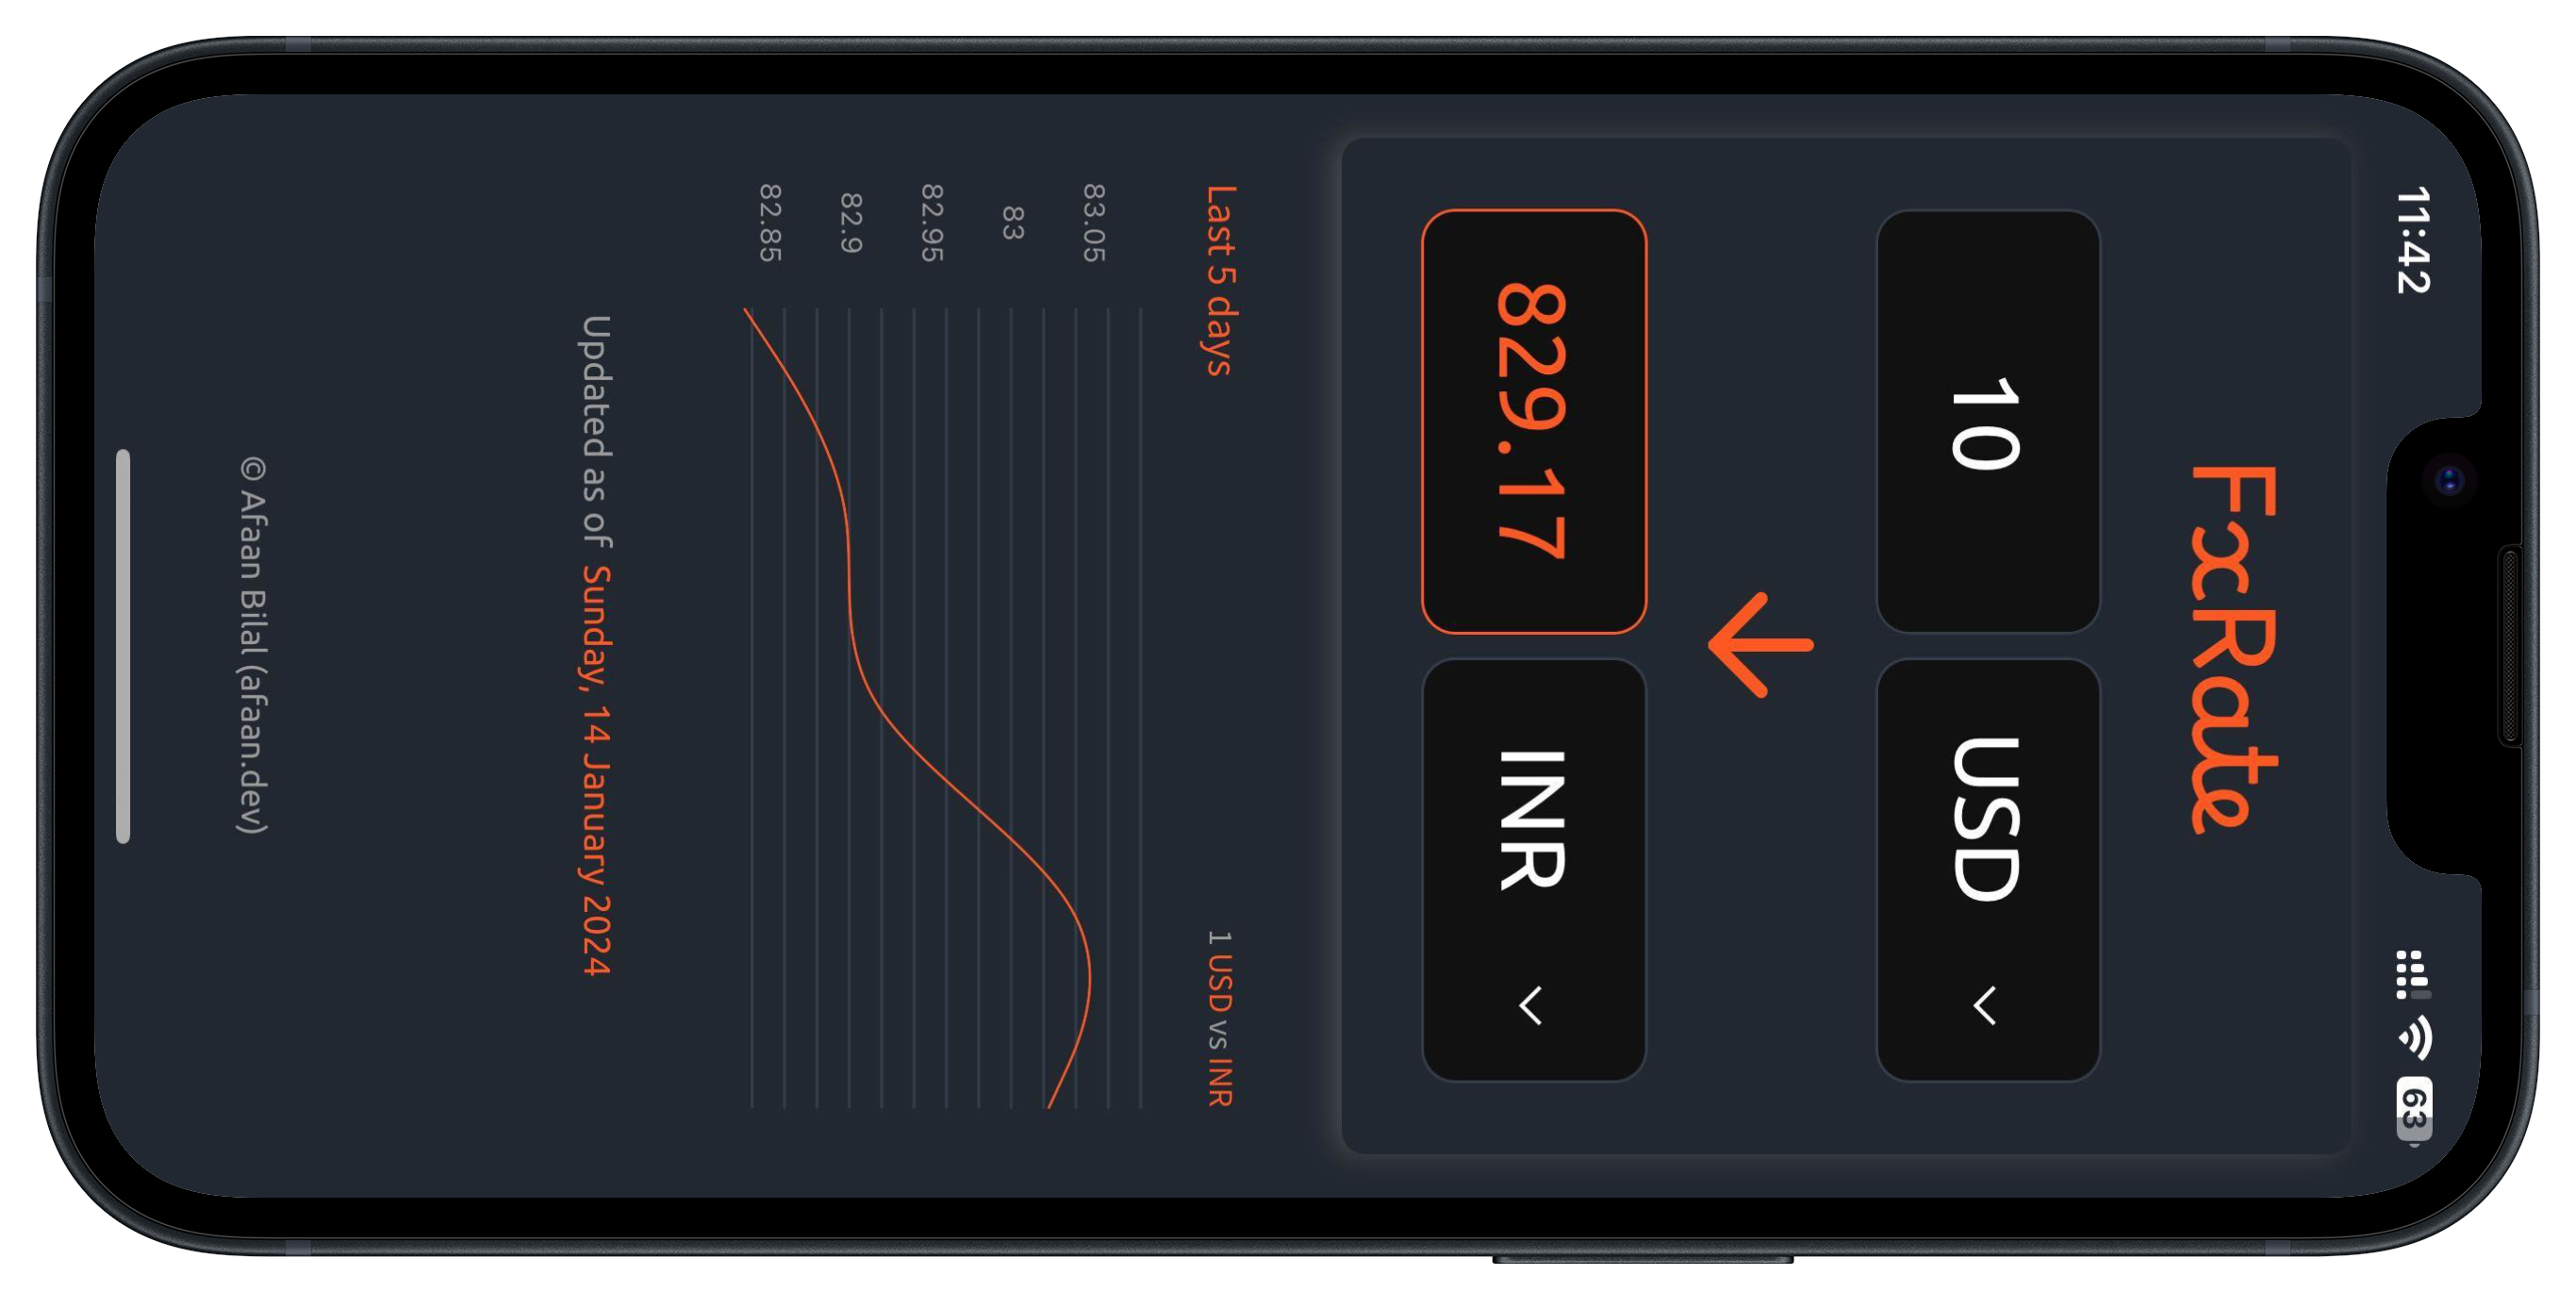 11:42
63
FxRate
10
USD
829.17
INR
Last 5 days
1 USD vs INR
83.05
83
82.95
82.9
82.85
Updated as of Sunday, 14 January 2024
© Afaan Bilal (afaan.dev)